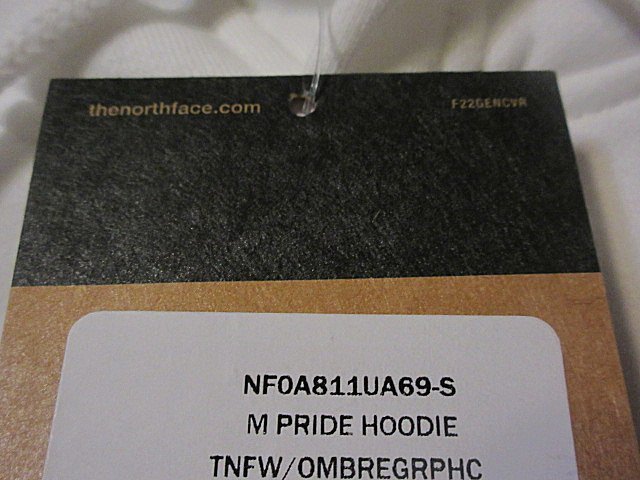 thenorthface.com F22GENCVR
NF0A811UA69-S
M PRIDE HOODIE
TNFW/OMBREGRPHC